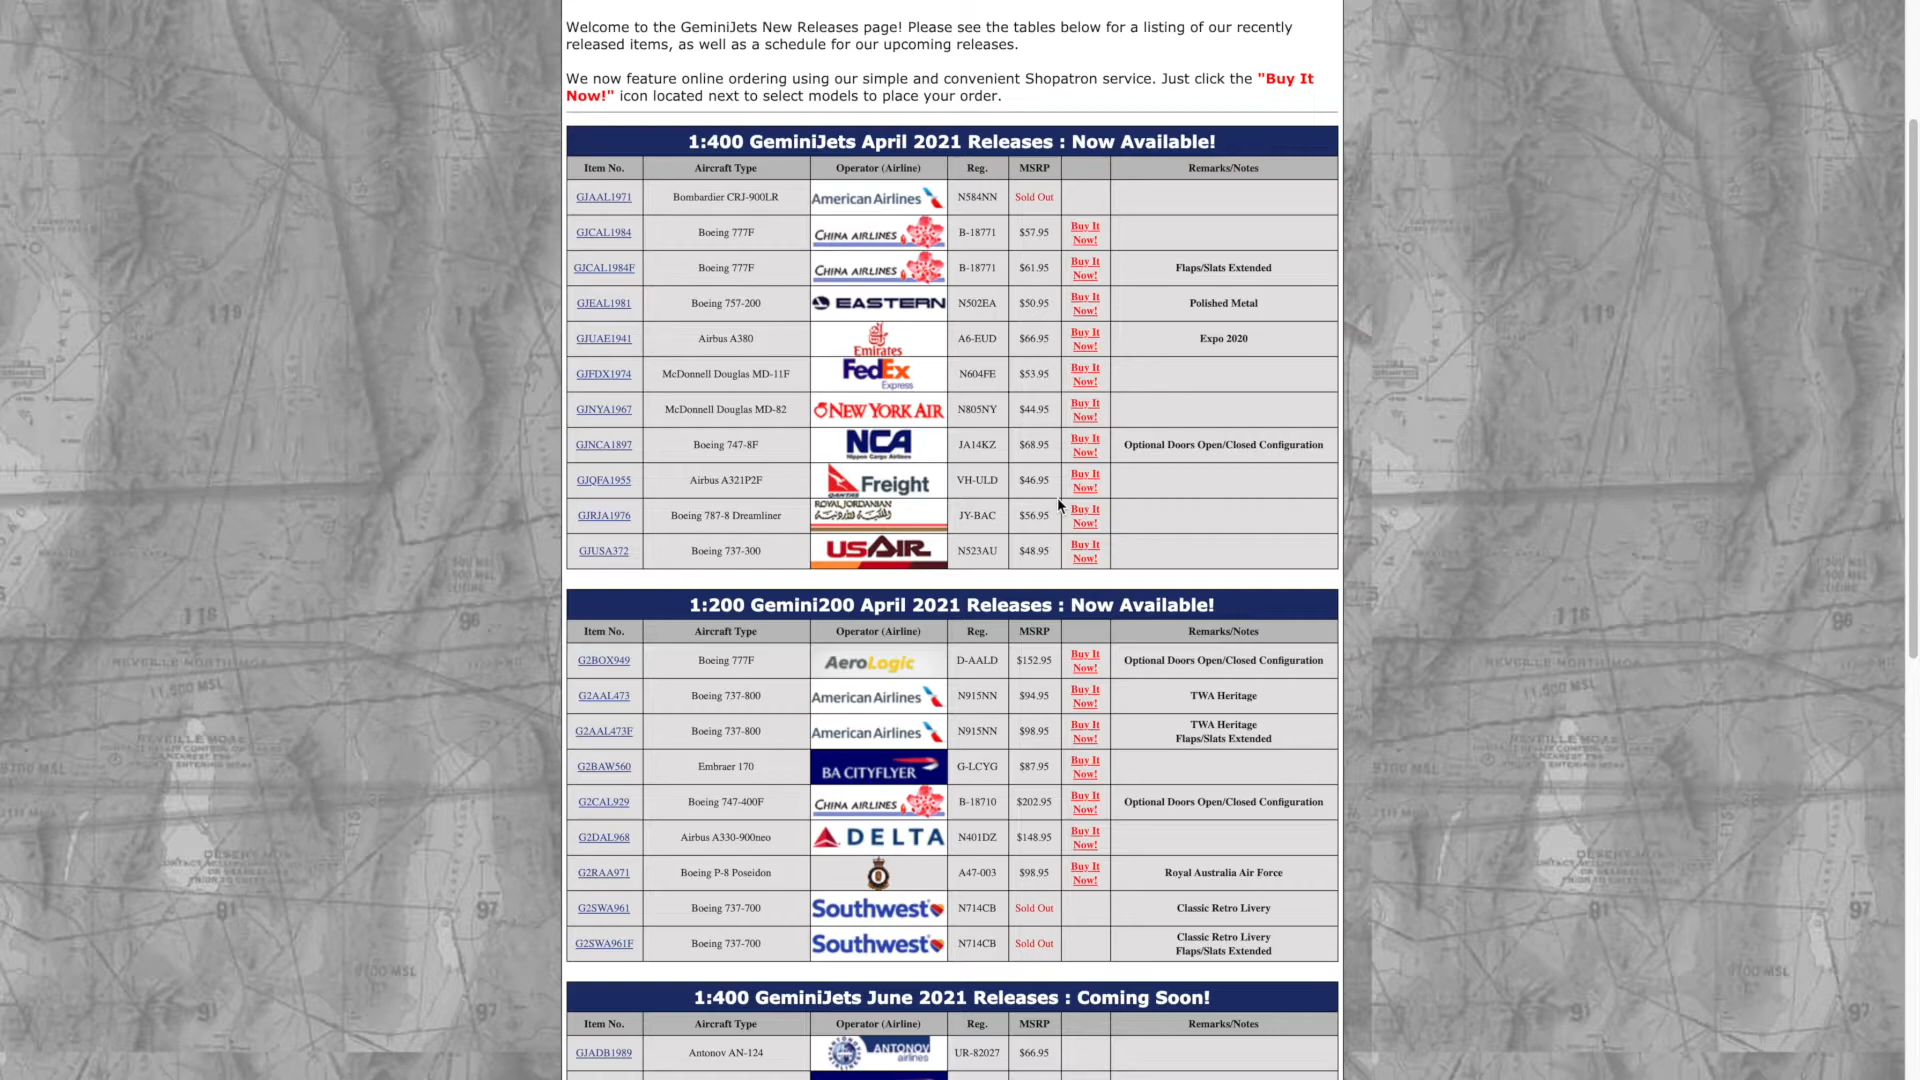 Welcome to the GeminiJets New Releases page! Please see the tables below for a listing of our recently
released items, as well as a schedule for our upcoming releases.
We now feature online ordering using our simple and convenient Shopatron service. Just click the "Buy It
Now!" icon located next to select models to place your order.
1:400 GeminiJets April 2021 Releases : Now Available!
Item No. Aircraft Type Operator (Airline) Reg. MSRP Remarks/Notes
GJAAL1971 Bombardier CRJ-900LR American Airlines N584NN Sold Out
GJCAL1984 Boeing 777F CHINA AIRLINES B-18771 $57.95 Buy It Now!
GJCAL1984F Boeing 777F CHINA AIRLINES B-18771 $61.95 Buy It Now! Flaps/Slats Extended
GJEAL1981 Boeing 757-200 EASTERN N502EA $50.95 Buy It Now! Polished Metal
GJUAE1941 Airbus A380 Emirates A6-EUD $66.95 Buy It Now! Expo 2020
GJFDX1974 McDonnell Douglas MD-11F FedEx Express N604FE $53.95 Buy It Now!
GJNYA1967 McDonnell Douglas MD-82 NEW YORK AIR N805NY $44.95 Buy It Now!
GJNCA1897 Boeing 747-8F NCA Nippon Cargo Airlines JA14KZ $68.95 Buy It Now! Optional Doors Open/Closed Configuration
GJQFA1955 Airbus A321P2F QANTAS Freight VH-ULD $46.95 Buy It Now!
GJRJA1976 Boeing 787-8 Dreamliner ROYAL JORDANIAN الملكية الأردنية JY-BAC $56.95 Buy It Now!
GJUSA372 Boeing 737-300 USAIR N523AU $48.95 Buy It Now!
1:200 Gemini200 April 2021 Releases : Now Available!
Item No. Aircraft Type Operator (Airline) Reg. MSRP Remarks/Notes
G2BOX949 Boeing 777F AeroLogic D-AALD $152.95 Buy It Now! Optional Doors Open/Closed Configuration
G2AAL473 Boeing 737-800 American Airlines N915NN $94.95 Buy It Now! TWA Heritage
G2AAL473F Boeing 737-800 American Airlines N915NN $98.95 Buy It Now! TWA Heritage Flaps/Slats Extended
G2BAW560 Embraer 170 BA CITYFLYER G-LCYG $87.95 Buy It Now!
G2CAL929 Boeing 747-400F CHINA AIRLINES B-18710 $202.95 Buy It Now! Optional Doors Open/Closed Configuration
G2DAL968 Airbus A330-900neo DELTA N401DZ $148.95 Buy It Now!
G2RAA971 Boeing P-8 Poseidon A47-003 $98.95 Buy It Now! Royal Australia Air Force
G2SWA961 Boeing 737-700 Southwest N714CB Sold Out Classic Retro Livery
G2SWA961F Boeing 737-700 Southwest N714CB Sold Out Classic Retro Livery Flaps/Slats Extended
1:400 GeminiJets June 2021 Releases : Coming Soon!
Item No. Aircraft Type Operator (Airline) Reg. MSRP Remarks/Notes
GJADB1989 Antonov AN-124 ANTONOV airlines UR-82027 $66.95